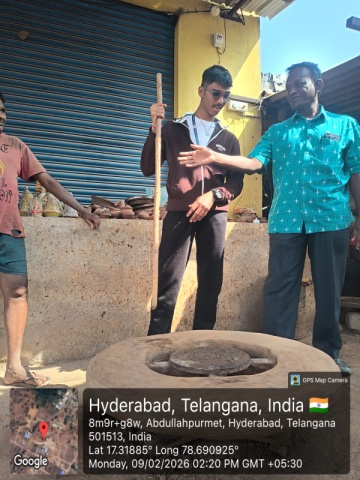 GPS Map Camera
Hyderabad, Telangana, India 🇮🇳
8m9r+g8w, Abdullahpurmet, Hyderabad, Telangana
501513, India
Lat 17.31885° Long 78.690925°
Monday, 09/02/2026 02:20 PM GMT +05:30
Google